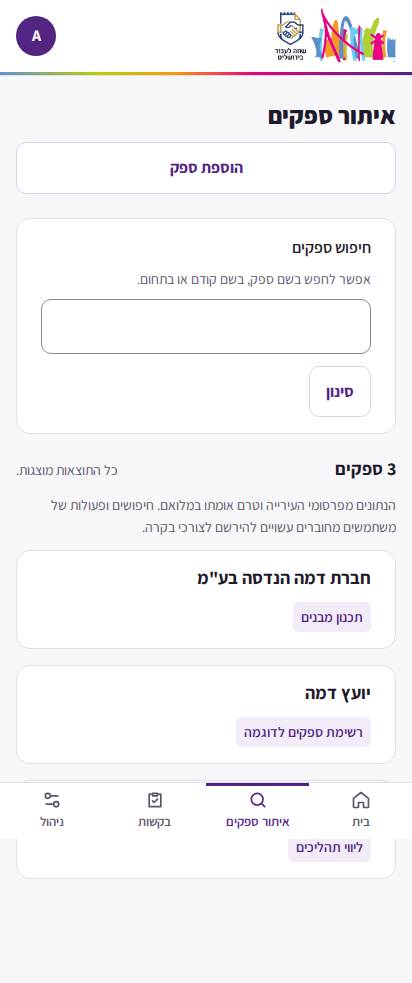 שווה לעבוד
בירושלים
A
איתור ספקים
הוספת ספק
חיפוש ספקים
אפשר לחפש בשם ספק, בשם קודם או בתחום.
סינון
3 ספקים
כל התוצאות מוצגות.
הנתונים מפרסומי העירייה וטרם אומתו במלואם. חיפושים ופעולות של
משתמשים מחוברים עשויים להירשם לצורכי בקרה.
חברת דמה הנדסה בע"מ
תכנון מבנים
יועץ דמה
רשימת ספקים לדוגמה
בית
איתור ספקים
בקשות
ניהול
ליווי תהליכים